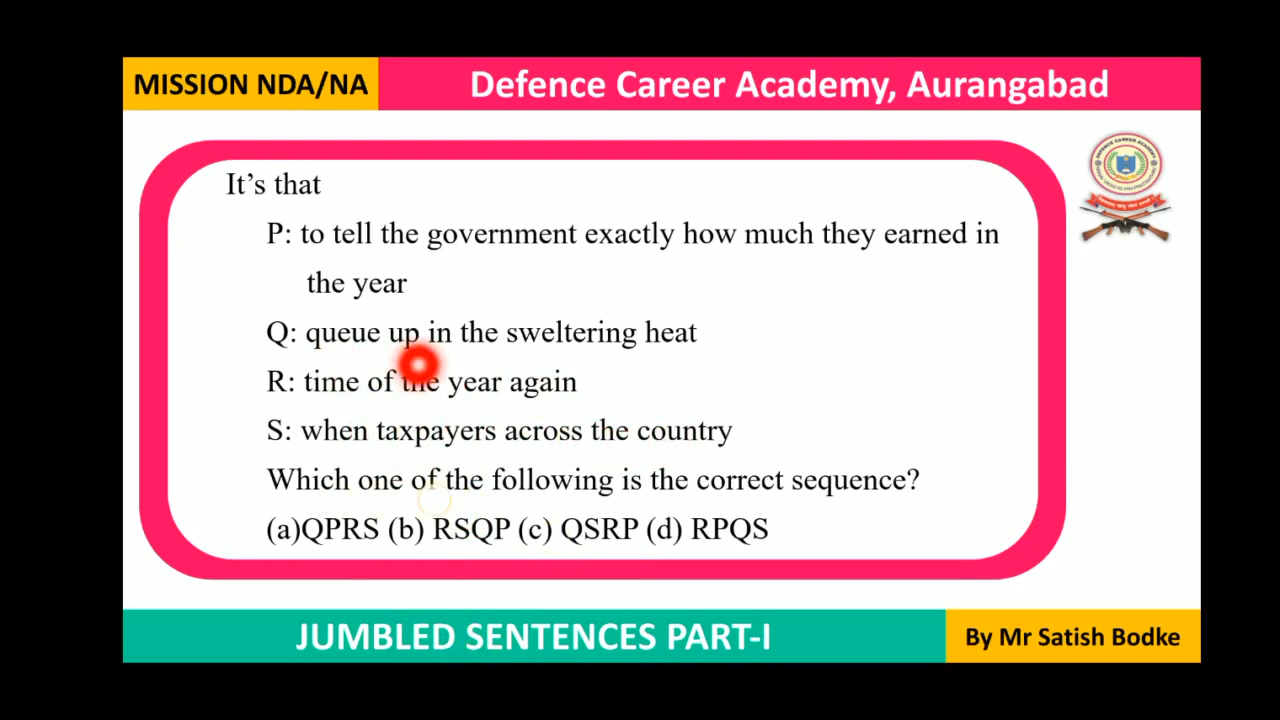 MISSION NDA/NA
Defence Career Academy, Aurangabad
It’s that
P: to tell the government exactly how much they earned in
the year
Q: queue up in the sweltering heat
R: time of the year again
S: when taxpayers across the country
Which one of the following is the correct sequence?
(a)QPRS (b) RSQP (c) QSRP (d) RPQS
JUMBLED SENTENCES PART-I
By Mr Satish Bodke